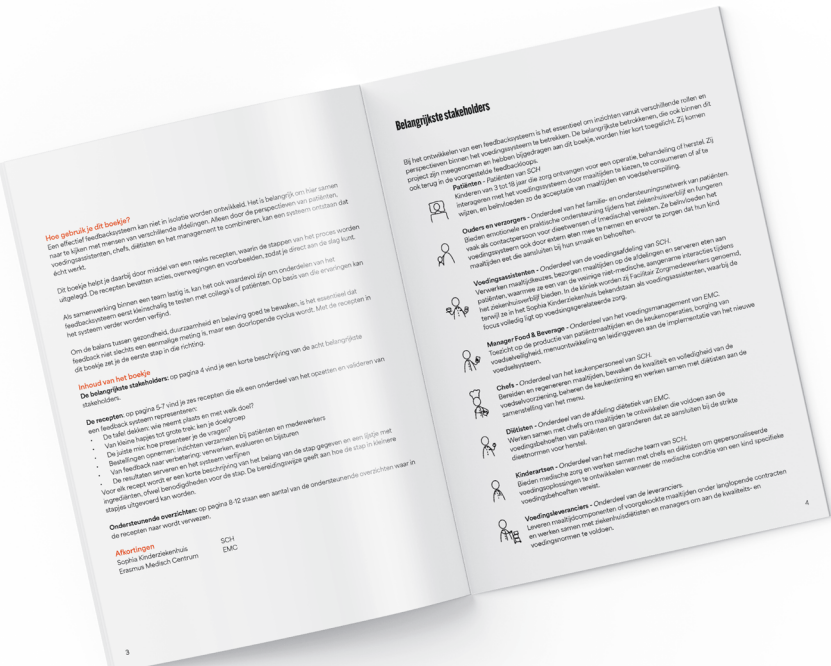 Hoe gebruik je dit boekje?
Een effectief feedbacksysteem kan niet in isolatie worden ontwikkeld. Het is belangrijk om hier samen
naar te kijken met mensen van verschillende afdelingen. Alleen door de perspectieven van patiënten,
voedingsassistenten, chefs, diëtisten en het management te combineren, kan een systeem ontstaan dat
écht werkt.
Dit boekje helpt je daarbij door middel van een reeks recepten, waarin de stappen van het proces worden
uitgelegd. De recepten bevatten acties, overwegingen en voorbeelden, zodat je direct aan de slag kunt.
Als samenwerking binnen een team lastig is, kan het ook waardevol zijn om onderdelen van het
feedbacksysteem eerst kleinschalig te testen met collega's of patiënten. Op basis van die ervaringen kan
het systeem verder worden verfijnd.
Om de balans tussen gezondheid, duurzaamheid en beleving goed te bewaken, is het essentieel dat
feedback niet slechts een eenmalige meting is, maar een doorlopende cyclus wordt. Met de recepten in
dit boekje zet je de eerste stap in die richting.
Inhoud van het boekje
De belangrijkste stakeholders: op pagina 4 vind je een korte beschrijving van de acht belangrijkste
stakeholders.
De recepten: op pagina 5-7 vind je zes recepten die elk een onderdeel van het opzetten en valideren van
een feedback systeem representeren:
• De tafel dekken: wie neemt plaats en met welk doel?
• Van kleine hapjes tot grote trek: ken je doelgroep
• De juiste mix: hoe presenteer je de vragen?
• Bestellingen opnemen: inzichten verzamelen bij patiënten en medewerkers
• Van feedback naar verbetering: verwerken, evalueren en bijsturen
• De resultaten serveren en het systeem verfijnen
Voor elk recept wordt er een korte beschrijving van het belang van de stap gegeven en een lijstje met
ingrediënten, ofwel benodigdheden voor de stap. De bereidingswijze geeft aan hoe de stap in kleinere
stapjes uitgevoerd kan worden.
Ondersteunende overzichten: op pagina 8-12 staan een aantal van de ondersteunende overzichten waar in
de recepten naar wordt verwezen.
Afkortingen
Sophia Kinderziekenhuis SCH
Erasmus Medisch Centrum EMC
3
Belangrijkste stakeholders
Bij het ontwikkelen van een feedbacksysteem is het essentieel om inzichten vanuit verschillende rollen en
perspectieven binnen het voedingssysteem te betrekken. De belangrijkste betrokkenen, die ook binnen dit
project zijn meegenomen en hebben bijgedragen aan dit boekje, worden hier kort toegelicht. Zij komen
ook terug in de voorgestelde feedbackloops.
Patiënten - Patiënten van SCH
Kinderen van 3 tot 18 jaar die zorg ontvangen voor een operatie, behandeling of herstel. Zij
interageren met het voedingssysteem door maaltijden te kiezen, te consumeren of af te
wijzen, en beïnvloeden zo de acceptatie van maaltijden en voedselverspilling.
Ouders en verzorgers - Onderdeel van het familie- en ondersteuningsnetwerk van patiënten.
Bieden emotionele en praktische ondersteuning tijdens het ziekenhuisverblijf en fungeren
vaak als contactpersoon voor dieetwensen of (medische) vereisten. Ze beïnvloeden het
voedingssysteem ook door extern eten mee te nemen en ervoor te zorgen dat hun kind
maaltijden eet die aansluiten bij hun smaak en behoeften.
Voedingsassistenten - Onderdeel van de voedingsafdeling van SCH.
Verwerken maaltijdkeuzes, bezorgen maaltijden op de afdelingen en serveren eten aan
patiënten, waarmee ze een van de weinige niet-medische, aangename interacties tijdens
het ziekenhuisverblijf bieden. In de kliniek worden zij Facilitair Zorgmedewerkers genoemd,
terwijl ze in het Sophia Kinderziekenhuis bekendstaan als voedingsassistenten, waarbij de
focus volledig ligt op voedingsgerelateerde zorg.
Manager Food & Beverage - Onderdeel van het voedingsmanagement van EMC.
Toezicht op de productie van patiëntmaaltijden en de keukenoperaties, borging van
voedselveiligheid, menuontwikkeling en leidinggeven aan de implementatie van het nieuwe
voedselsysteem.
Chefs - Onderdeel van het keukenpersoneel van SCH.
Bereiden en regenereren maaltijden, bewaken de kwaliteit en volledigheid van de
voedselvoorziening, beheren de keukentiming en werken samen met diëtisten aan de
samenstelling van het menu.
Diëtisten - Onderdeel van de afdeling diëtetiek van EMC.
Werken samen met chefs om maaltijden te ontwikkelen die voldoen aan de
voedingsbehoeften van patiënten en garanderen dat ze aansluiten bij de strikte
dieetnormen voor herstel.
Kinderartsen - Onderdeel van het medische team van SCH.
Bieden medische zorg en werken samen met chefs en diëtisten om gepersonaliseerde
voedingsoplossingen te ontwikkelen wanneer de medische conditie van een kind specifieke
voedingsbehoeften vereist.
Voedingsleveranciers - Onderdeel van de leveranciers.
Leveren maaltijdcomponenten of voorgekookte maaltijden onder langlopende contracten
en werken samen met ziekenhuisdiëtisten en managers om aan de kwaliteits- en
voedingsnormen te voldoen.
4